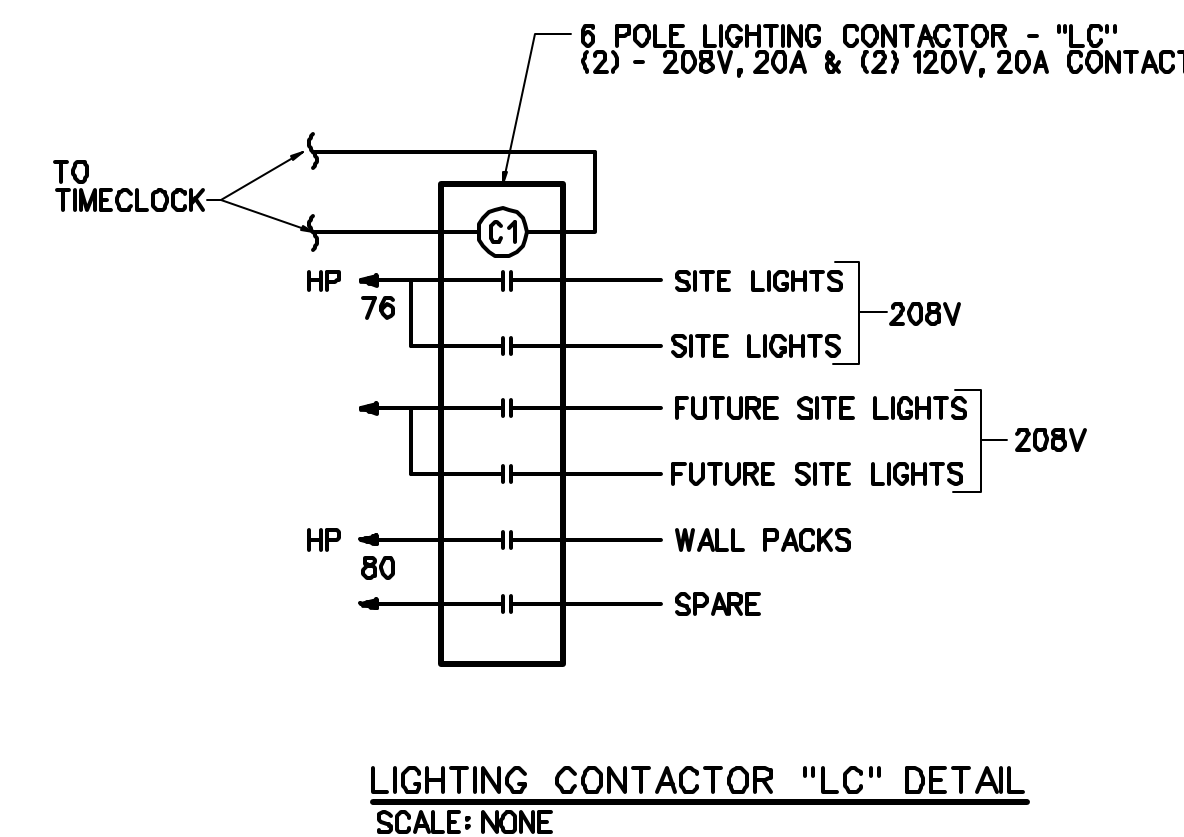 6 POLE LIGHTING CONTACTOR - "LC"
(2) - 208V, 20A & (2) 120V, 20A CONTACT
TO
TIMECLOCK
C1
HP
76
SITE LIGHTS
208V
SITE LIGHTS
FUTURE SITE LIGHTS
208V
FUTURE SITE LIGHTS
HP
80
WALL PACKS
SPARE
LIGHTING CONTACTOR "LC" DETAIL
SCALE: NONE